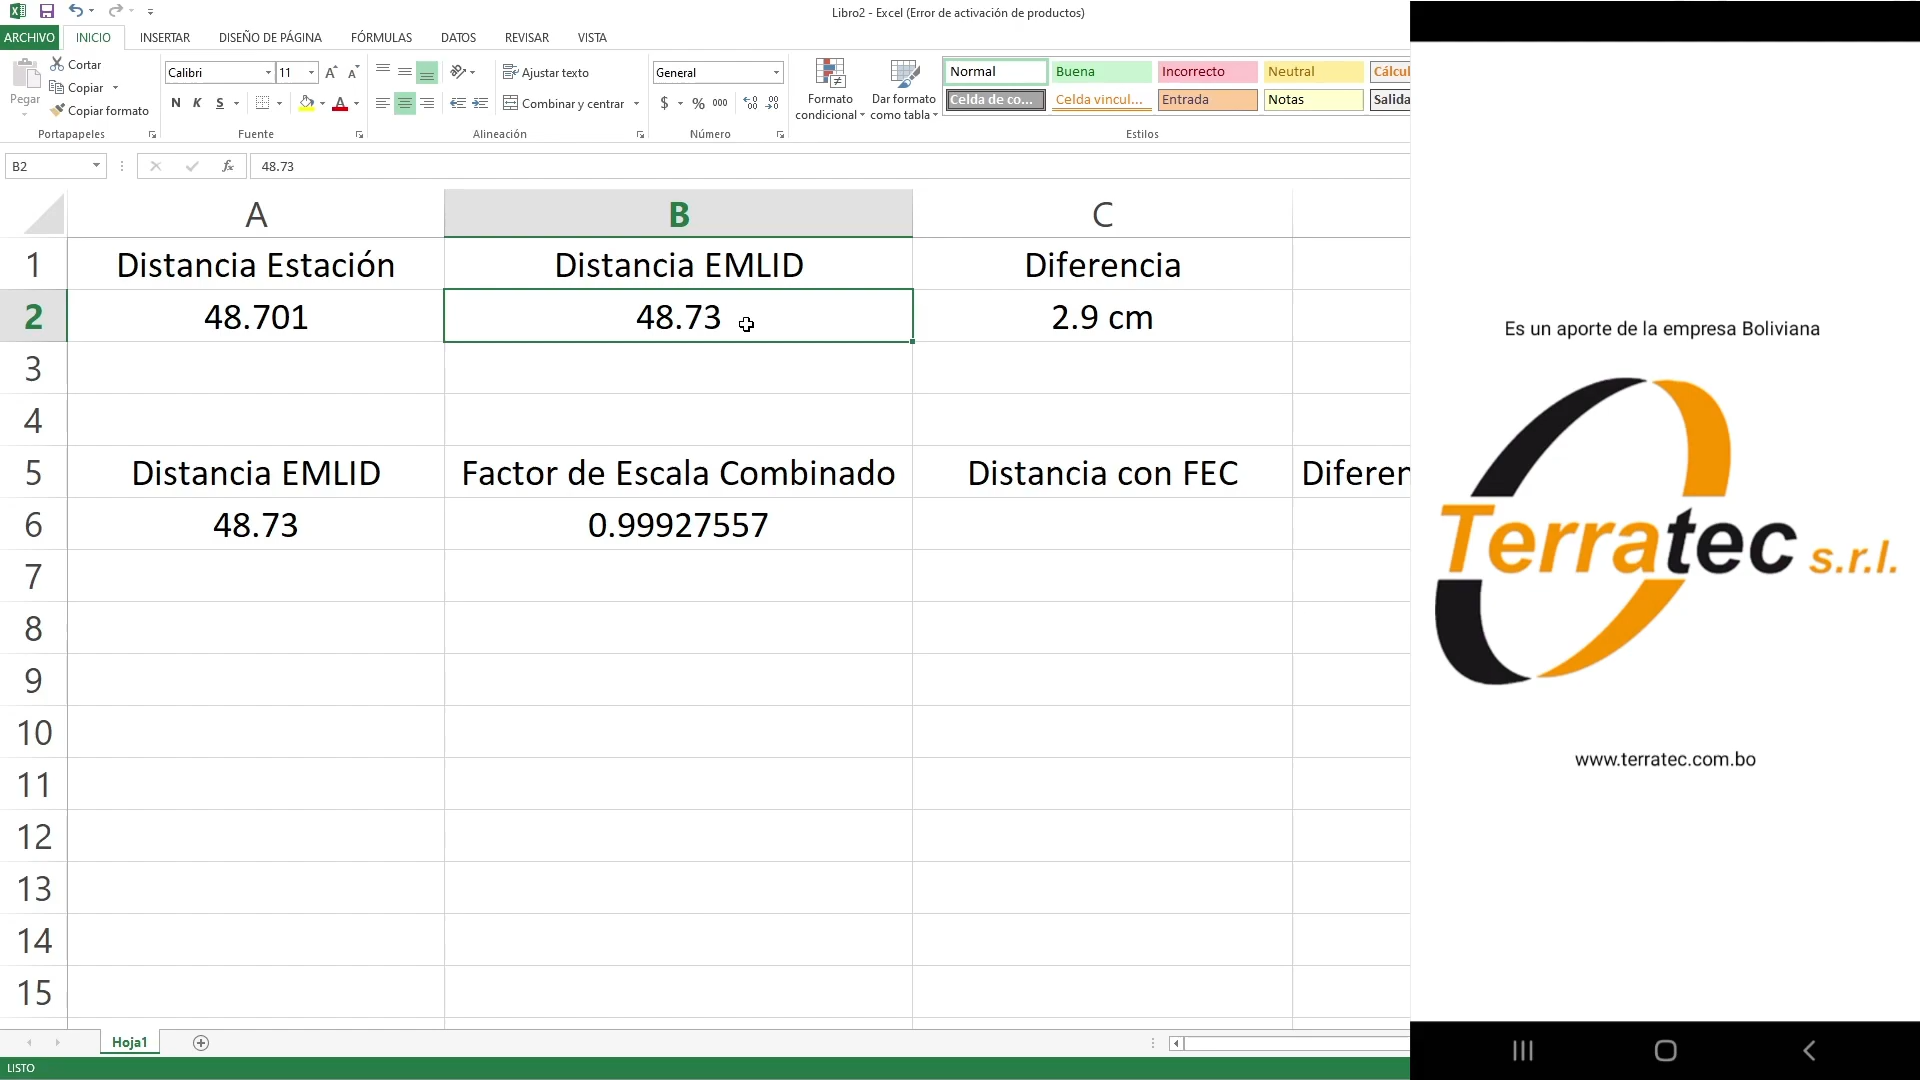 Libro2 - Excel (Error de activación de productos)
ARCHIVO INICIO INSERTAR DISEÑO DE PÁGINA FÓRMULAS DATOS REVISAR VISTA
Pegar
Cortar
Copiar
Copiar formato
Portapapeles
Calibri 11
N K S
Fuente
Ajustar texto
Combinar y centrar
Alineación
General
$ % 000
Número
Formato condicional
Dar formato como tabla
Normal Buena Incorrecto Neutral Cálcul
Celda de co... Celda vincul... Entrada Notas Salida
Estilos
B2 fx 48.73
A B C
1 Distancia Estación Distancia EMLID Diferencia
2 48.701 48.73 2.9 cm
3
4
5 Distancia EMLID Factor de Escala Combinado Distancia con FEC Diferen
6 48.73 0.99927557
7
8
9
10
11
12
13
14
15
Hoja1
LISTO
Es un aporte de la empresa Boliviana
Terratec s.r.l.
www.terratec.com.bo